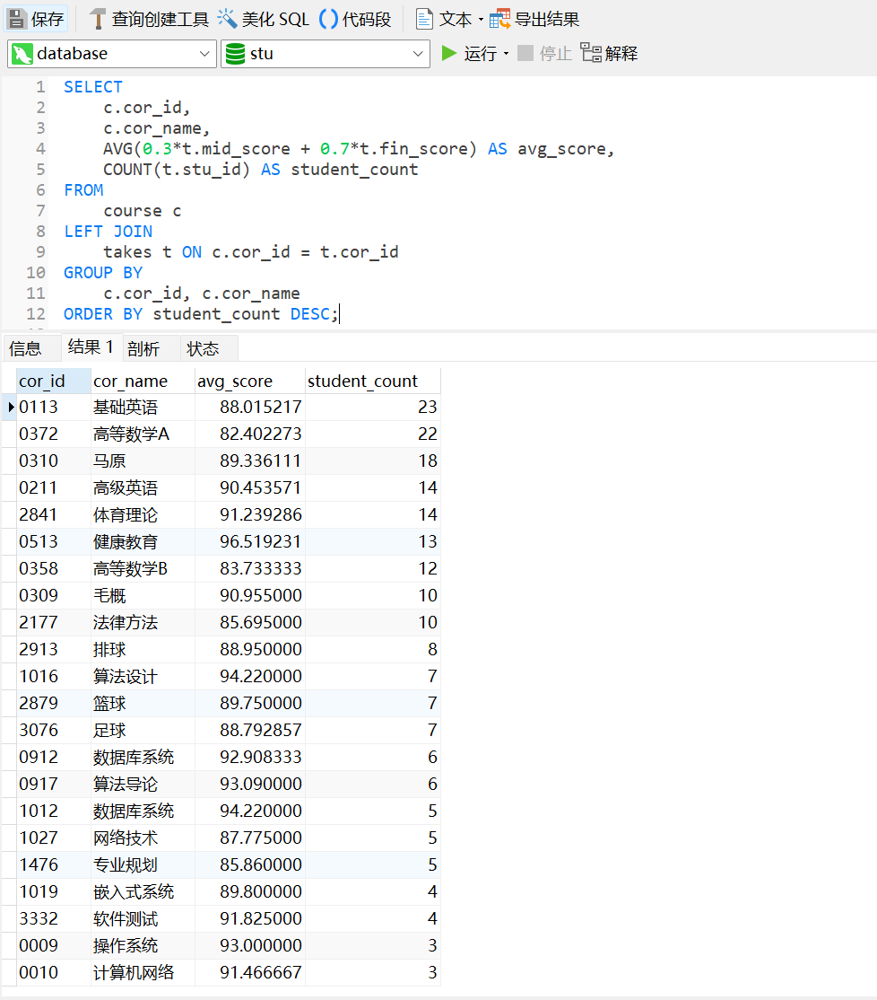 保存 查询创建工具 美化 SQL 代码段 文本 导出结果
database stu 运行 停止 解释
1 SELECT
2 c.cor_id,
3 c.cor_name,
4 AVG(0.3*t.mid_score + 0.7*t.fin_score) AS avg_score,
5 COUNT(t.stu_id) AS student_count
6 FROM
7 course c
8 LEFT JOIN
9 takes t ON c.cor_id = t.cor_id
10 GROUP BY
11 c.cor_id, c.cor_name
12 ORDER BY student_count DESC;
信息 结果 1 剖析 状态
cor_id cor_name avg_score student_count
0113 基础英语 88.015217 23
0372 高等数学A 82.402273 22
0310 马原 89.336111 18
0211 高级英语 90.453571 14
2841 体育理论 91.239286 14
0513 健康教育 96.519231 13
0358 高等数学B 83.733333 12
0309 毛概 90.955000 10
2177 法律方法 85.695000 10
2913 排球 88.950000 8
1016 算法设计 94.220000 7
2879 篮球 89.750000 7
3076 足球 88.792857 7
0912 数据库系统 92.908333 6
0917 算法导论 93.090000 6
1012 数据库系统 94.220000 5
1027 网络技术 87.775000 5
1476 专业规划 85.860000 5
1019 嵌入式系统 89.800000 4
3332 软件测试 91.825000 4
0009 操作系统 93.000000 3
0010 计算机网络 91.466667 3